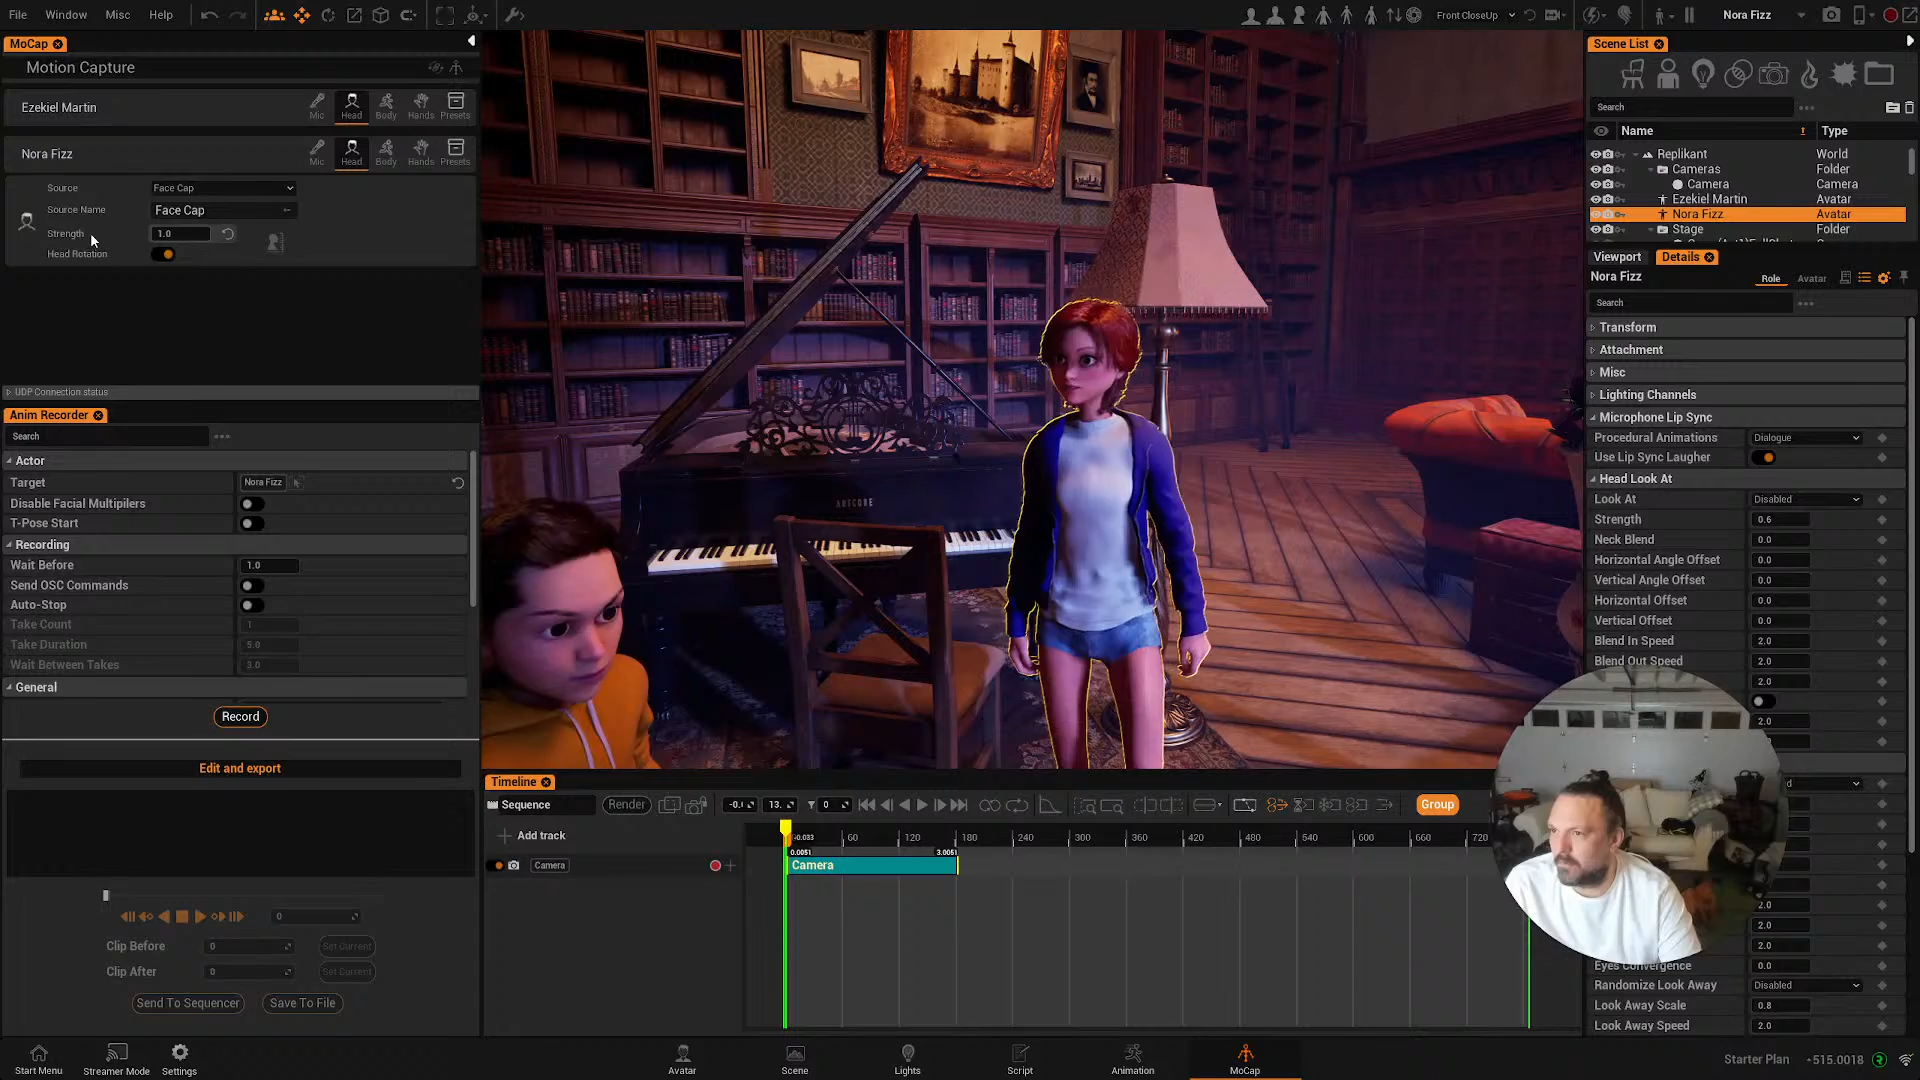 File Window Misc Help
Front CloseUp
Nora Fizz
MoCap
Motion Capture
Ezekiel Martin
Mic Head Body Hands Presets
Nora Fizz
Mic Head Body Hands Presets
Source Face Cap
Source Name Face Cap
Strength 1.0
Head Rotation
UDP Connection status
Anim Recorder
Search
Actor
Target Nora Fizz
Disable Facial Multipilers
T-Pose Start
Recording
Wait Before 1.0
Send OSC Commands
Auto-Stop
Take Count 1
Take Duration 5.0
Wait Between Takes 3.0
General
Record
Edit and export
0
Clip Before 0 Set Current
Clip After 0 Set Current
Send To Sequencer Save To File
ARTCORE
Timeline
Sequence Render 13. 0 Group
Add track
-0.033 60 120 180 240 300 360 420 480 540 600 660 720
0.0051 3.0051
Camera Camera
Scene List
Search
Name Type
Replikant World
Cameras Folder
Camera Camera
Ezekiel Martin Avatar
Nora Fizz Avatar
Stage Folder
Viewport Details
Nora Fizz Role Avatar
Search
Transform
Attachment
Misc
Lighting Channels
Microphone Lip Sync
Procedural Animations Dialogue
Use Lip Sync Laugher
Head Look At
Look At Disabled
Strength 0.6
Neck Blend 0.0
Horizontal Angle Offset 0.0
Vertical Angle Offset 0.0
Horizontal Offset 0.0
Vertical Offset 0.0
Blend In Speed 2.0
Blend Out Speed 2.0
2.0
2.0
2.0
2.0
2.0
Eyes Convergence 0.0
Randomize Look Away Disabled
Look Away Scale 0.8
Look Away Speed 2.0
Start Menu Streamer Mode Settings
Avatar Scene Lights Script Animation MoCap
Starter Plan 515.0018